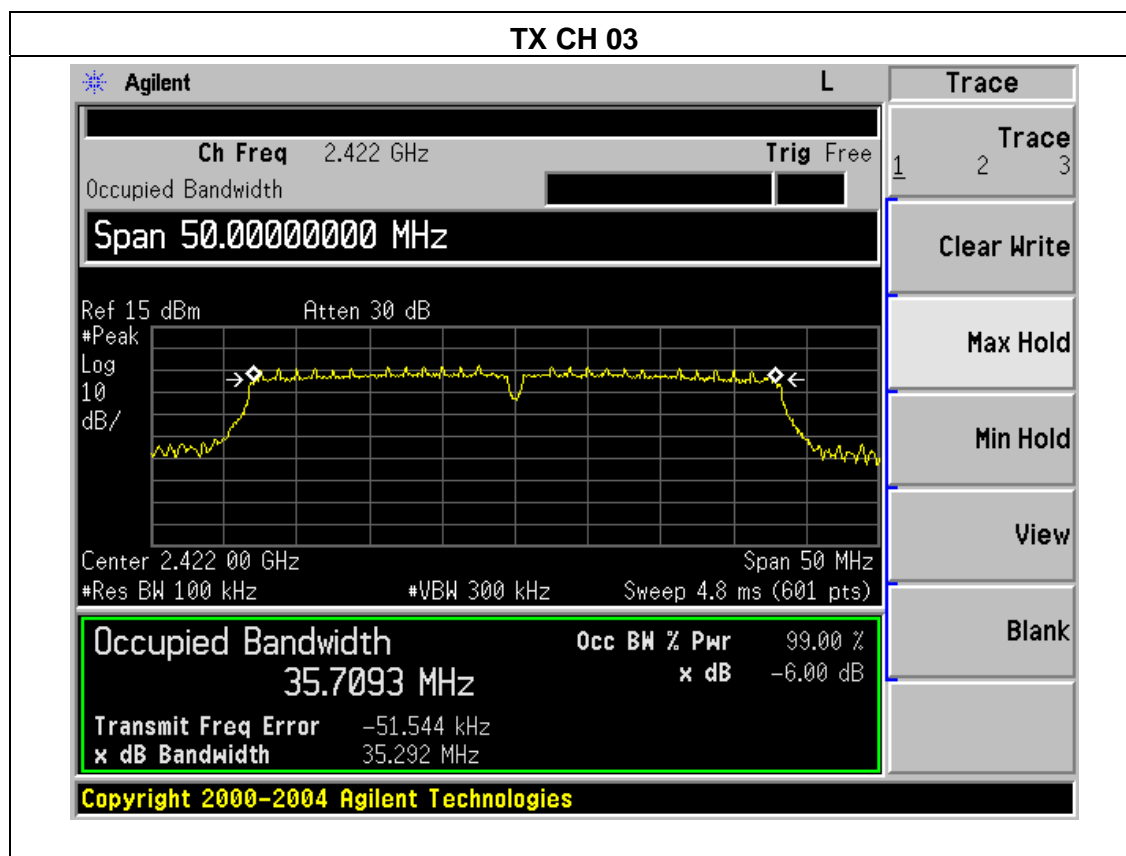 TX CH 03
Agilent L Trace
Ch Freq 2.422 GHz Trig Free
Occupied Bandwidth
Span 50.00000000 MHz
Ref 15 dBm Atten 30 dB
#Peak
Log
10
dB/
Center 2.422 00 GHz Span 50 MHz
#Res BW 100 kHz #VBW 300 kHz Sweep 4.8 ms (601 pts)
Occupied Bandwidth Occ BW % Pwr 99.00 %
35.7093 MHz x dB -6.00 dB
Transmit Freq Error -51.544 kHz
x dB Bandwidth 35.292 MHz
Copyright 2000-2004 Agilent Technologies
Trace
1 2 3
Clear Write
Max Hold
Min Hold
View
Blank